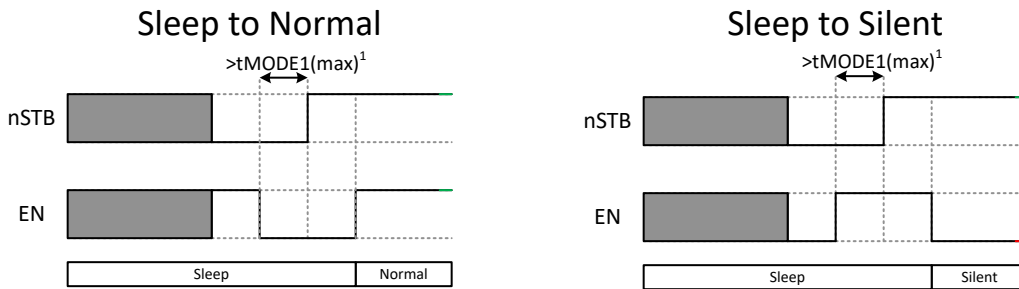 Sleep to Normal
>tMODE1(max)1
nSTB
EN
Sleep
Normal
Sleep to Silent
>tMODE1(max)1
nSTB
EN
Sleep
Silent